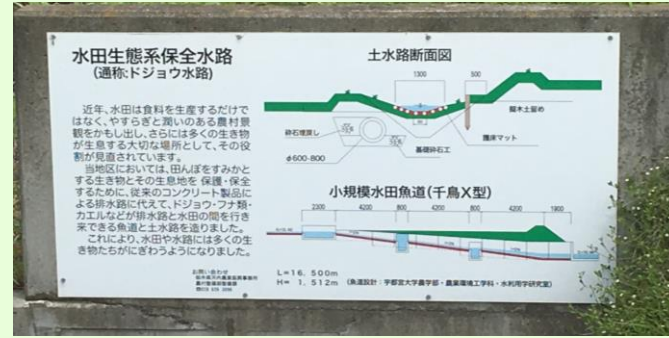 水田生態系保全水路
(通称:ドジョウ水路)
近年、水田は食料を生産するだけで
はなく、やすらぎと潤いのある農村景
観をかもし出し、さらには多くの生き物
が生息する大切な場所として、その役
割が見直されています。
当地区においては、田んぼをすみかと
する生き物とその生息地を 保護・保全
するために、従来のコンクリート製品に
よる排水路に代えて、ドジョウ・フナ類・
カエルなどが排水路と水田の間を行き
来できる魚道と土水路を造りました。
これにより、水田や水路には多くの生
き物たちがにぎわうようになりました。
お問い合わせ
土水路断面図
1300
500
擬木土留め
砕石埋戻し
護床マット
基礎砕石工
φ600-800
小規模水田魚道(千鳥X型)
2300
4200
800
4200
800
4200
1900
L=16.500m
H= 1.512m (魚道設計:宇都宮大学農学部・農業環境工学科・水利用学研究室)